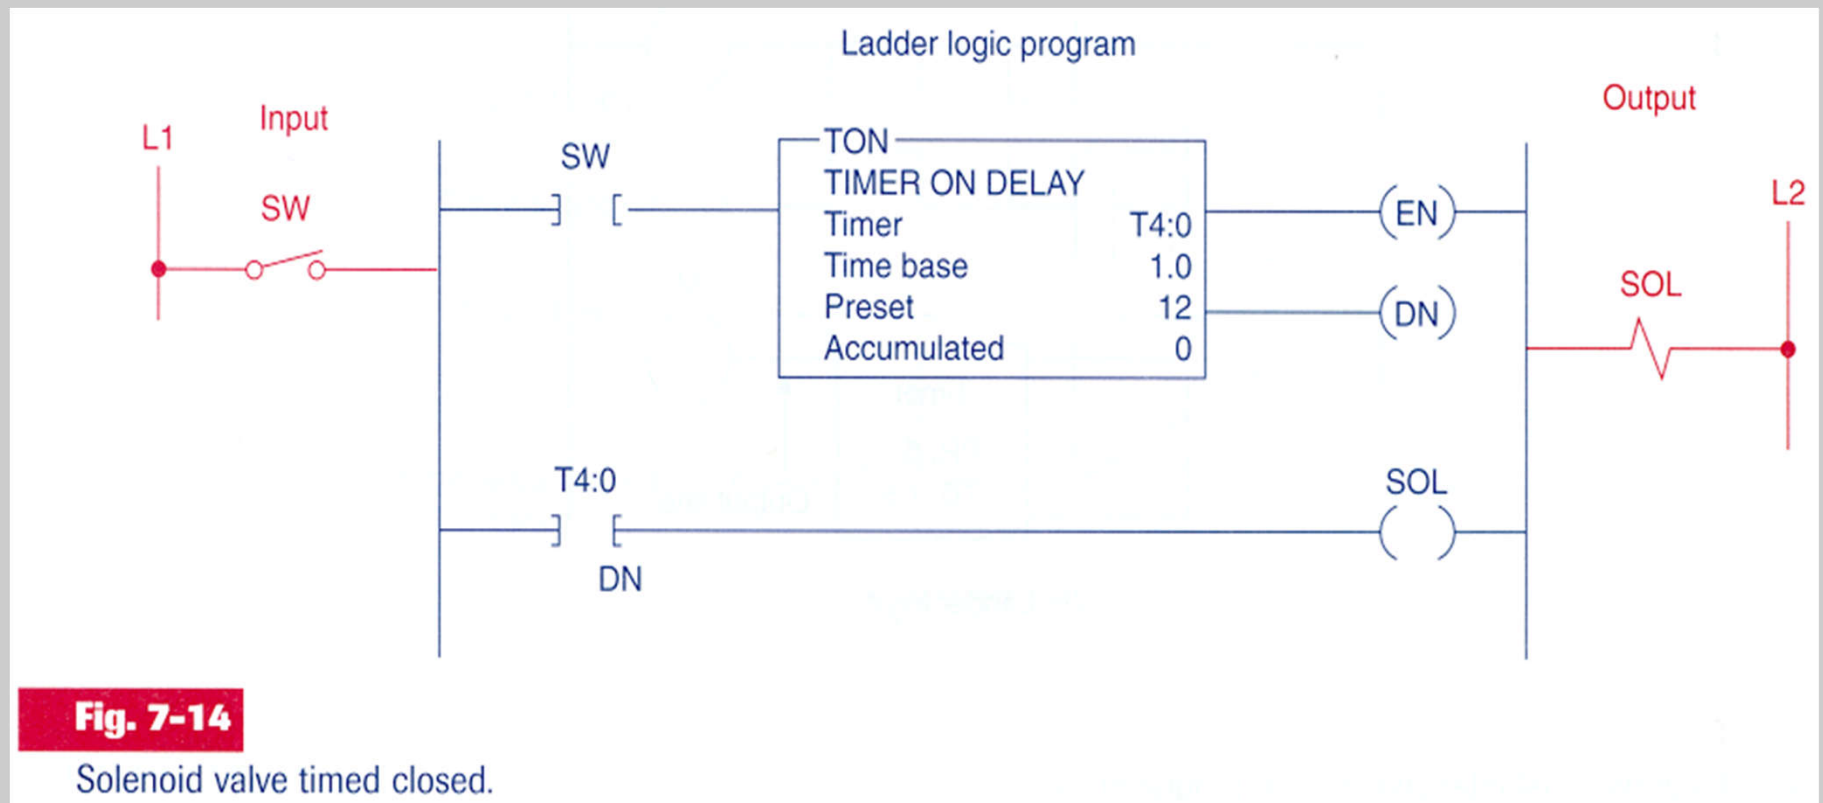 Ladder logic program
Input
Output
L1
SW
SW
TON
TIMER ON DELAY
Timer T4:0
Time base 1.0
Preset 12
Accumulated 0
EN
DN
L2
SOL
T4:0
DN
SOL
Fig. 7-14
Solenoid valve timed closed.